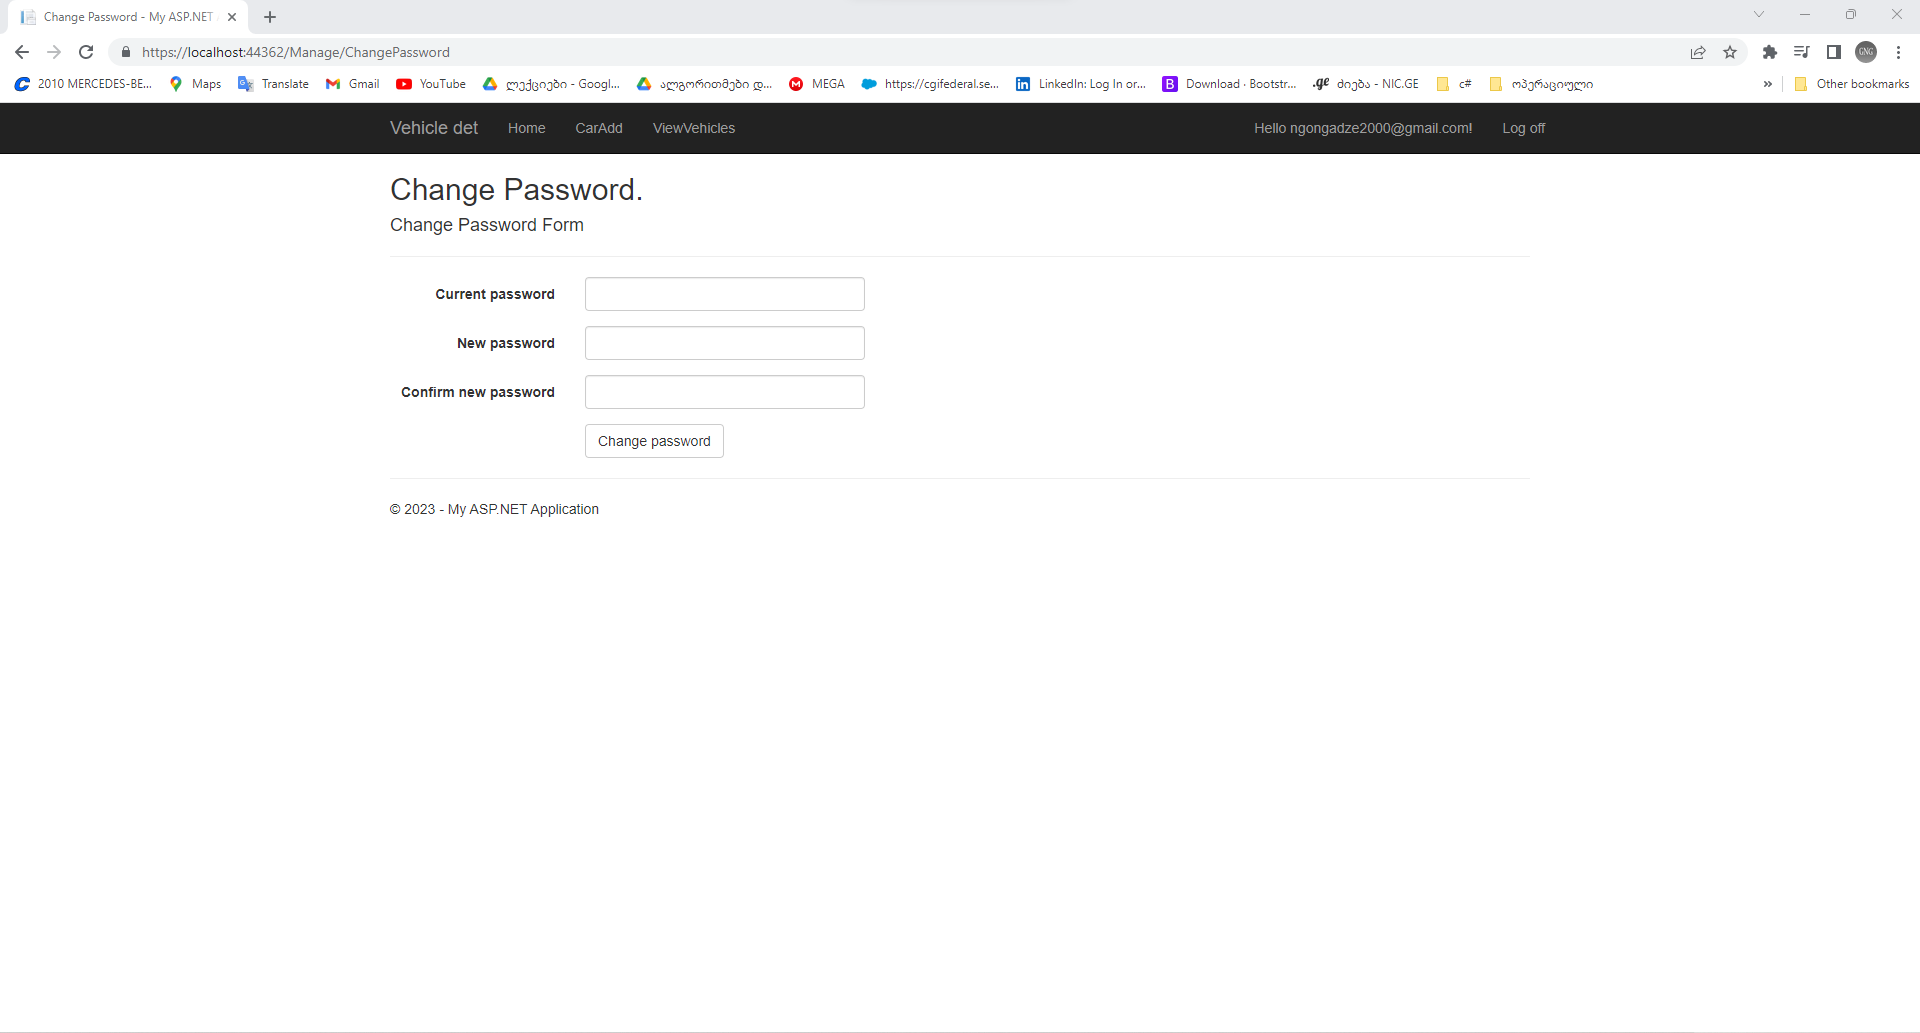 Change Password - My ASP.NET
https://localhost:44362/Manage/ChangePassword
GNG
2010 MERCEDES-BE... Maps Translate Gmail YouTube ლექციები - Googl... ალგორითმები დ... MEGA https://cgifederal.se... LinkedIn: Log In or... Download · Bootstr... .ge ძიება - NIC.GE c# ოპერაციული » Other bookmarks
Vehicle det Home CarAdd ViewVehicles Hello ngongadze2000@gmail.com! Log off
Change Password.
Change Password Form
Current password
New password
Confirm new password
Change password
© 2023 - My ASP.NET Application